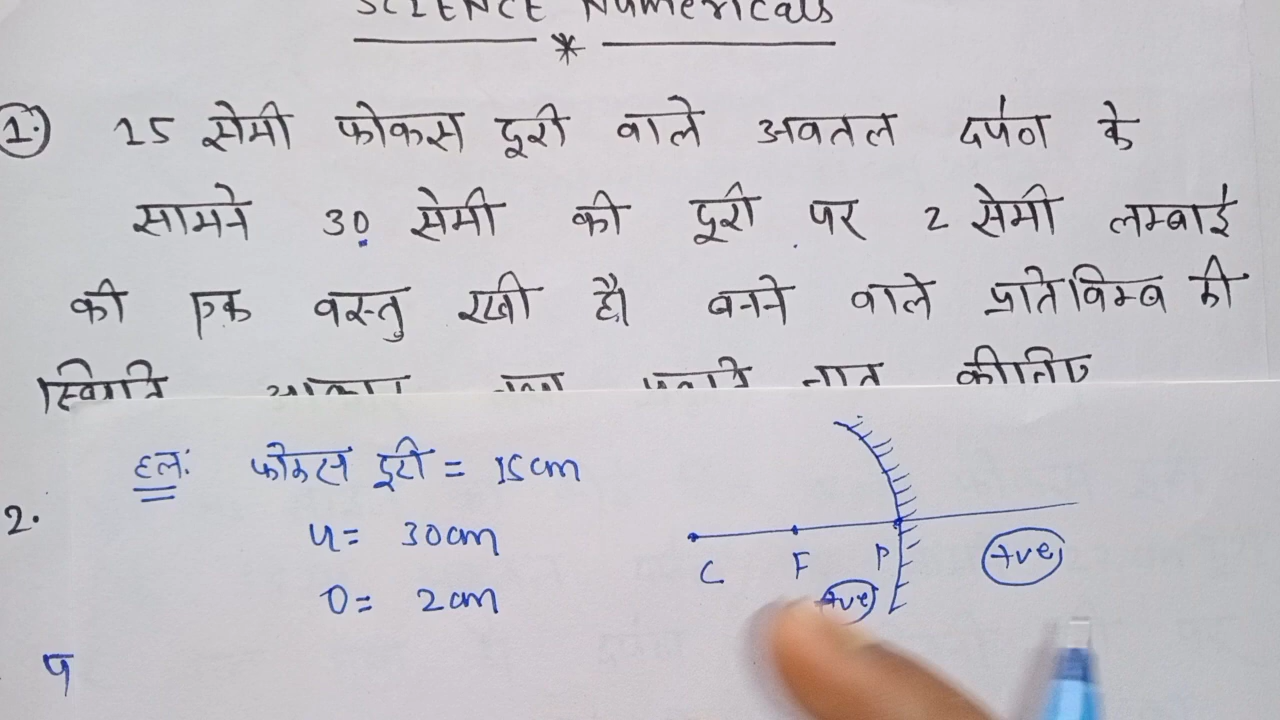 SCIENCE Numericals
*
1. 15 सेमी फोकस दूरी वाले अवतल दर्पण के
सामने 30 सेमी की दूरी पर 2 सेमी लम्बाई
की एक वस्तु रखी है। बनने वाले प्रतिबिम्ब की
स्थिति कीजिए
हल: फोकस दूरी = 15cm
u = 30cm
O = 2cm
C F P +ve
+ve
2.
प